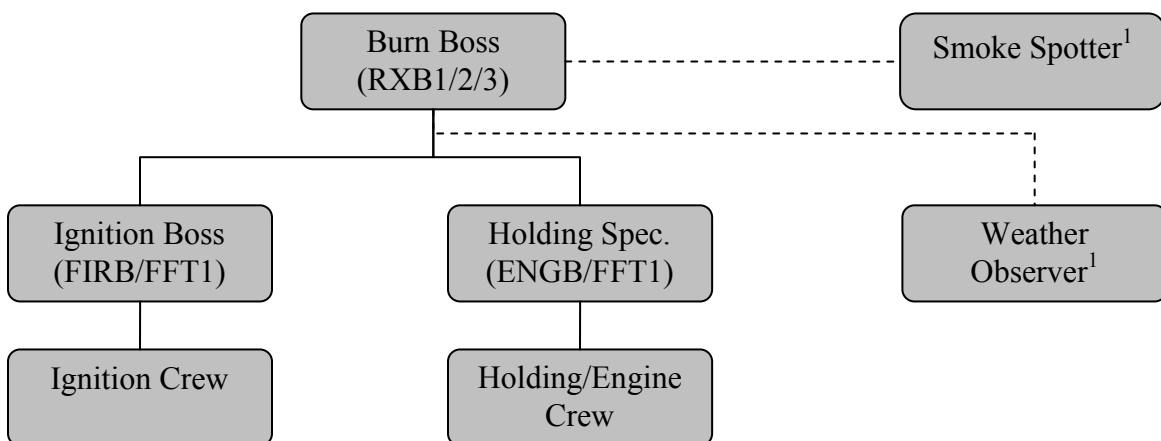 Burn Boss
(RXB1/2/3)
Smoke Spotter¹
Ignition Boss
(FIRB/FFT1)
Holding Spec.
(ENGB/FFT1)
Weather
Observer¹
Ignition Crew
Holding/Engine
Crew